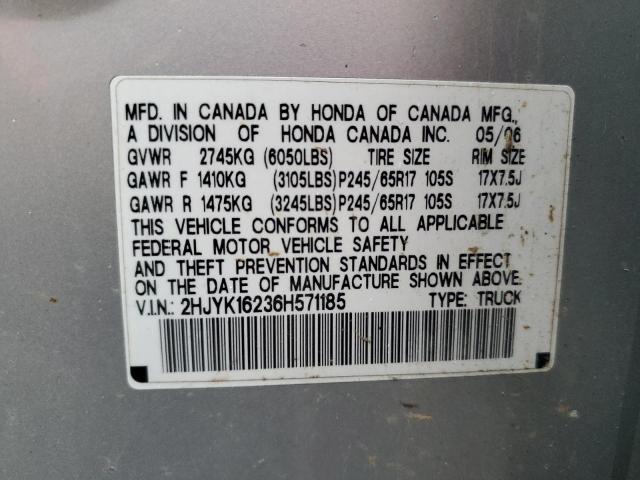 MFD. IN CANADA BY HONDA OF CANADA MFG.,
A DIVISION OF HONDA CANADA INC. 05/06
GVWR 2745KG (6050LBS) TIRE SIZE RIM SIZE
GAWR F 1410KG (3105LBS)P245/65R17 105S 17X7.5J
GAWR R 1475KG (3245LBS)P245/65R17 105S 17X7.5J
THIS VEHICLE CONFORMS TO ALL APPLICABLE
FEDERAL MOTOR VEHICLE SAFETY
AND THEFT PREVENTION STANDARDS IN EFFECT
ON THE DATE OF MANUFACTURE SHOWN ABOVE.
V.I.N.: 2HJYK16236H571185 TYPE: TRUCK